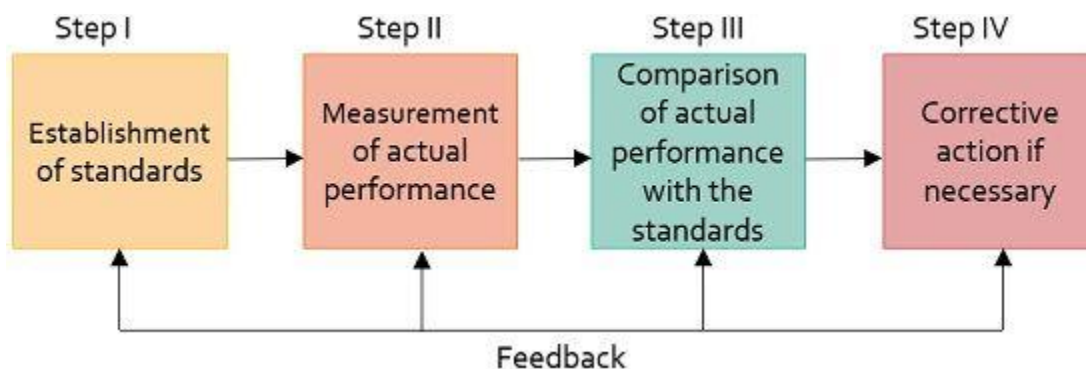 Step I
Step II
Step III
Step IV
Establishment
of standards
Measurement
of actual
performance
Comparison
of actual
performance
with the
standards
Corrective
action if
necessary
Feedback